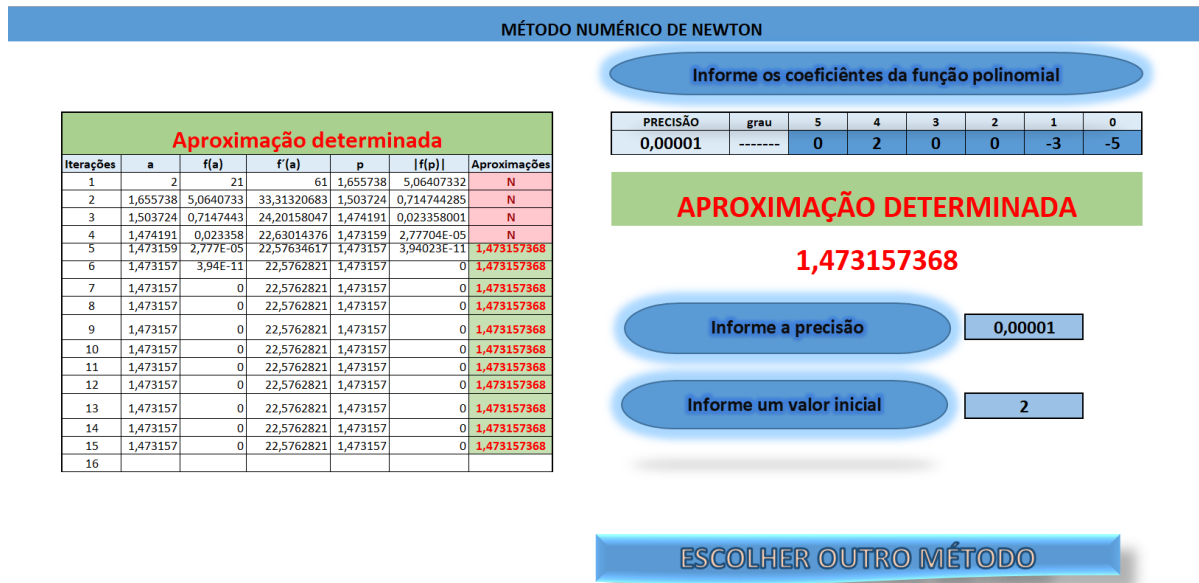 MÉTODO NUMÉRICO DE NEWTON
Informe os coeficiêntes da função polinomial
PRECISÃO grau 5 4 3 2 1 0
0,00001 ------- 0 2 0 0 -3 -5
Aproximação determinada
Iterações a f(a) f´(a) p |f(p)| Aproximações
1 2 21 61 1,655738 5,06407332 N
2 1,655738 5,0640733 33,31320683 1,503724 0,714744285 N
3 1,503724 0,7147443 24,20158047 1,474191 0,023358001 N
4 1,474191 0,023358 22,63014376 1,473159 2,77704E-05 N
5 1,473159 2,777E-05 22,57634617 1,473157 3,94023E-11 1,473157368
6 1,473157 3,94E-11 22,5762821 1,473157 0 1,473157368
7 1,473157 0 22,5762821 1,473157 0 1,473157368
8 1,473157 0 22,5762821 1,473157 0 1,473157368
9 1,473157 0 22,5762821 1,473157 0 1,473157368
10 1,473157 0 22,5762821 1,473157 0 1,473157368
11 1,473157 0 22,5762821 1,473157 0 1,473157368
12 1,473157 0 22,5762821 1,473157 0 1,473157368
13 1,473157 0 22,5762821 1,473157 0 1,473157368
14 1,473157 0 22,5762821 1,473157 0 1,473157368
15 1,473157 0 22,5762821 1,473157 0 1,473157368
16
APROXIMAÇÃO DETERMINADA
1,473157368
Informe a precisão 0,00001
Informe um valor inicial 2
ESCOLHER OUTRO MÉTODO